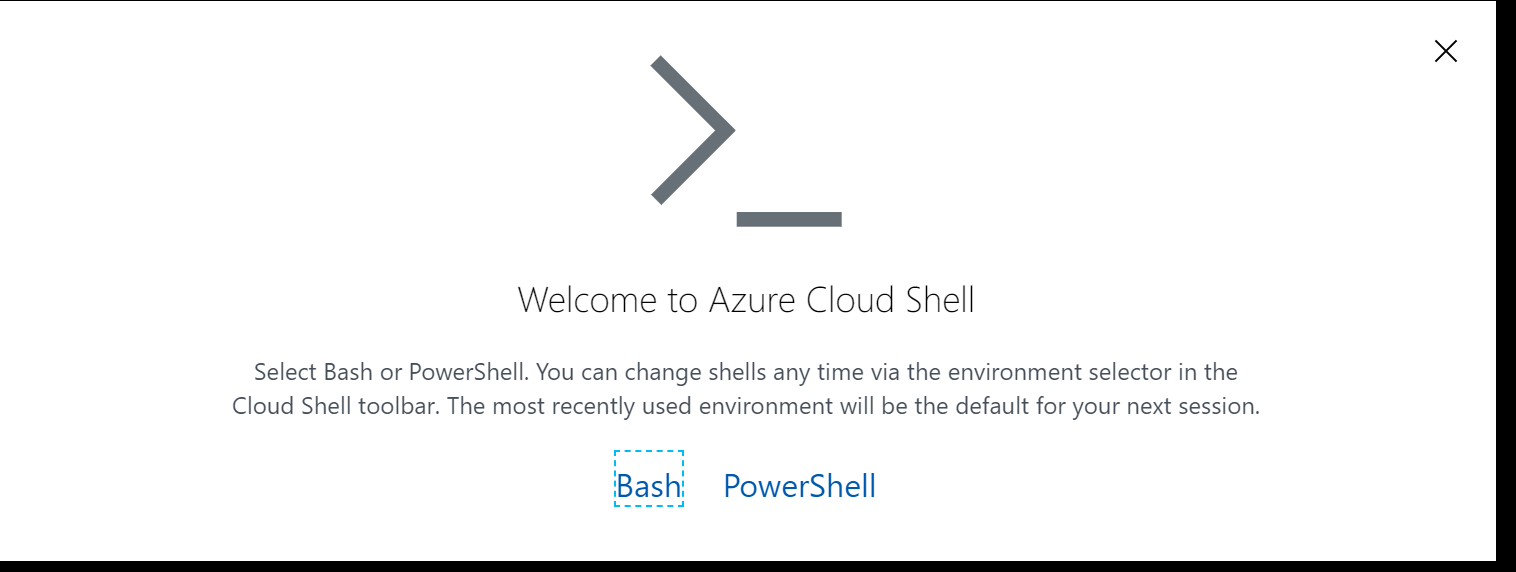 Welcome to Azure Cloud Shell
Select Bash or PowerShell. You can change shells any time via the environment selector in the
Cloud Shell toolbar. The most recently used environment will be the default for your next session.
Bash PowerShell